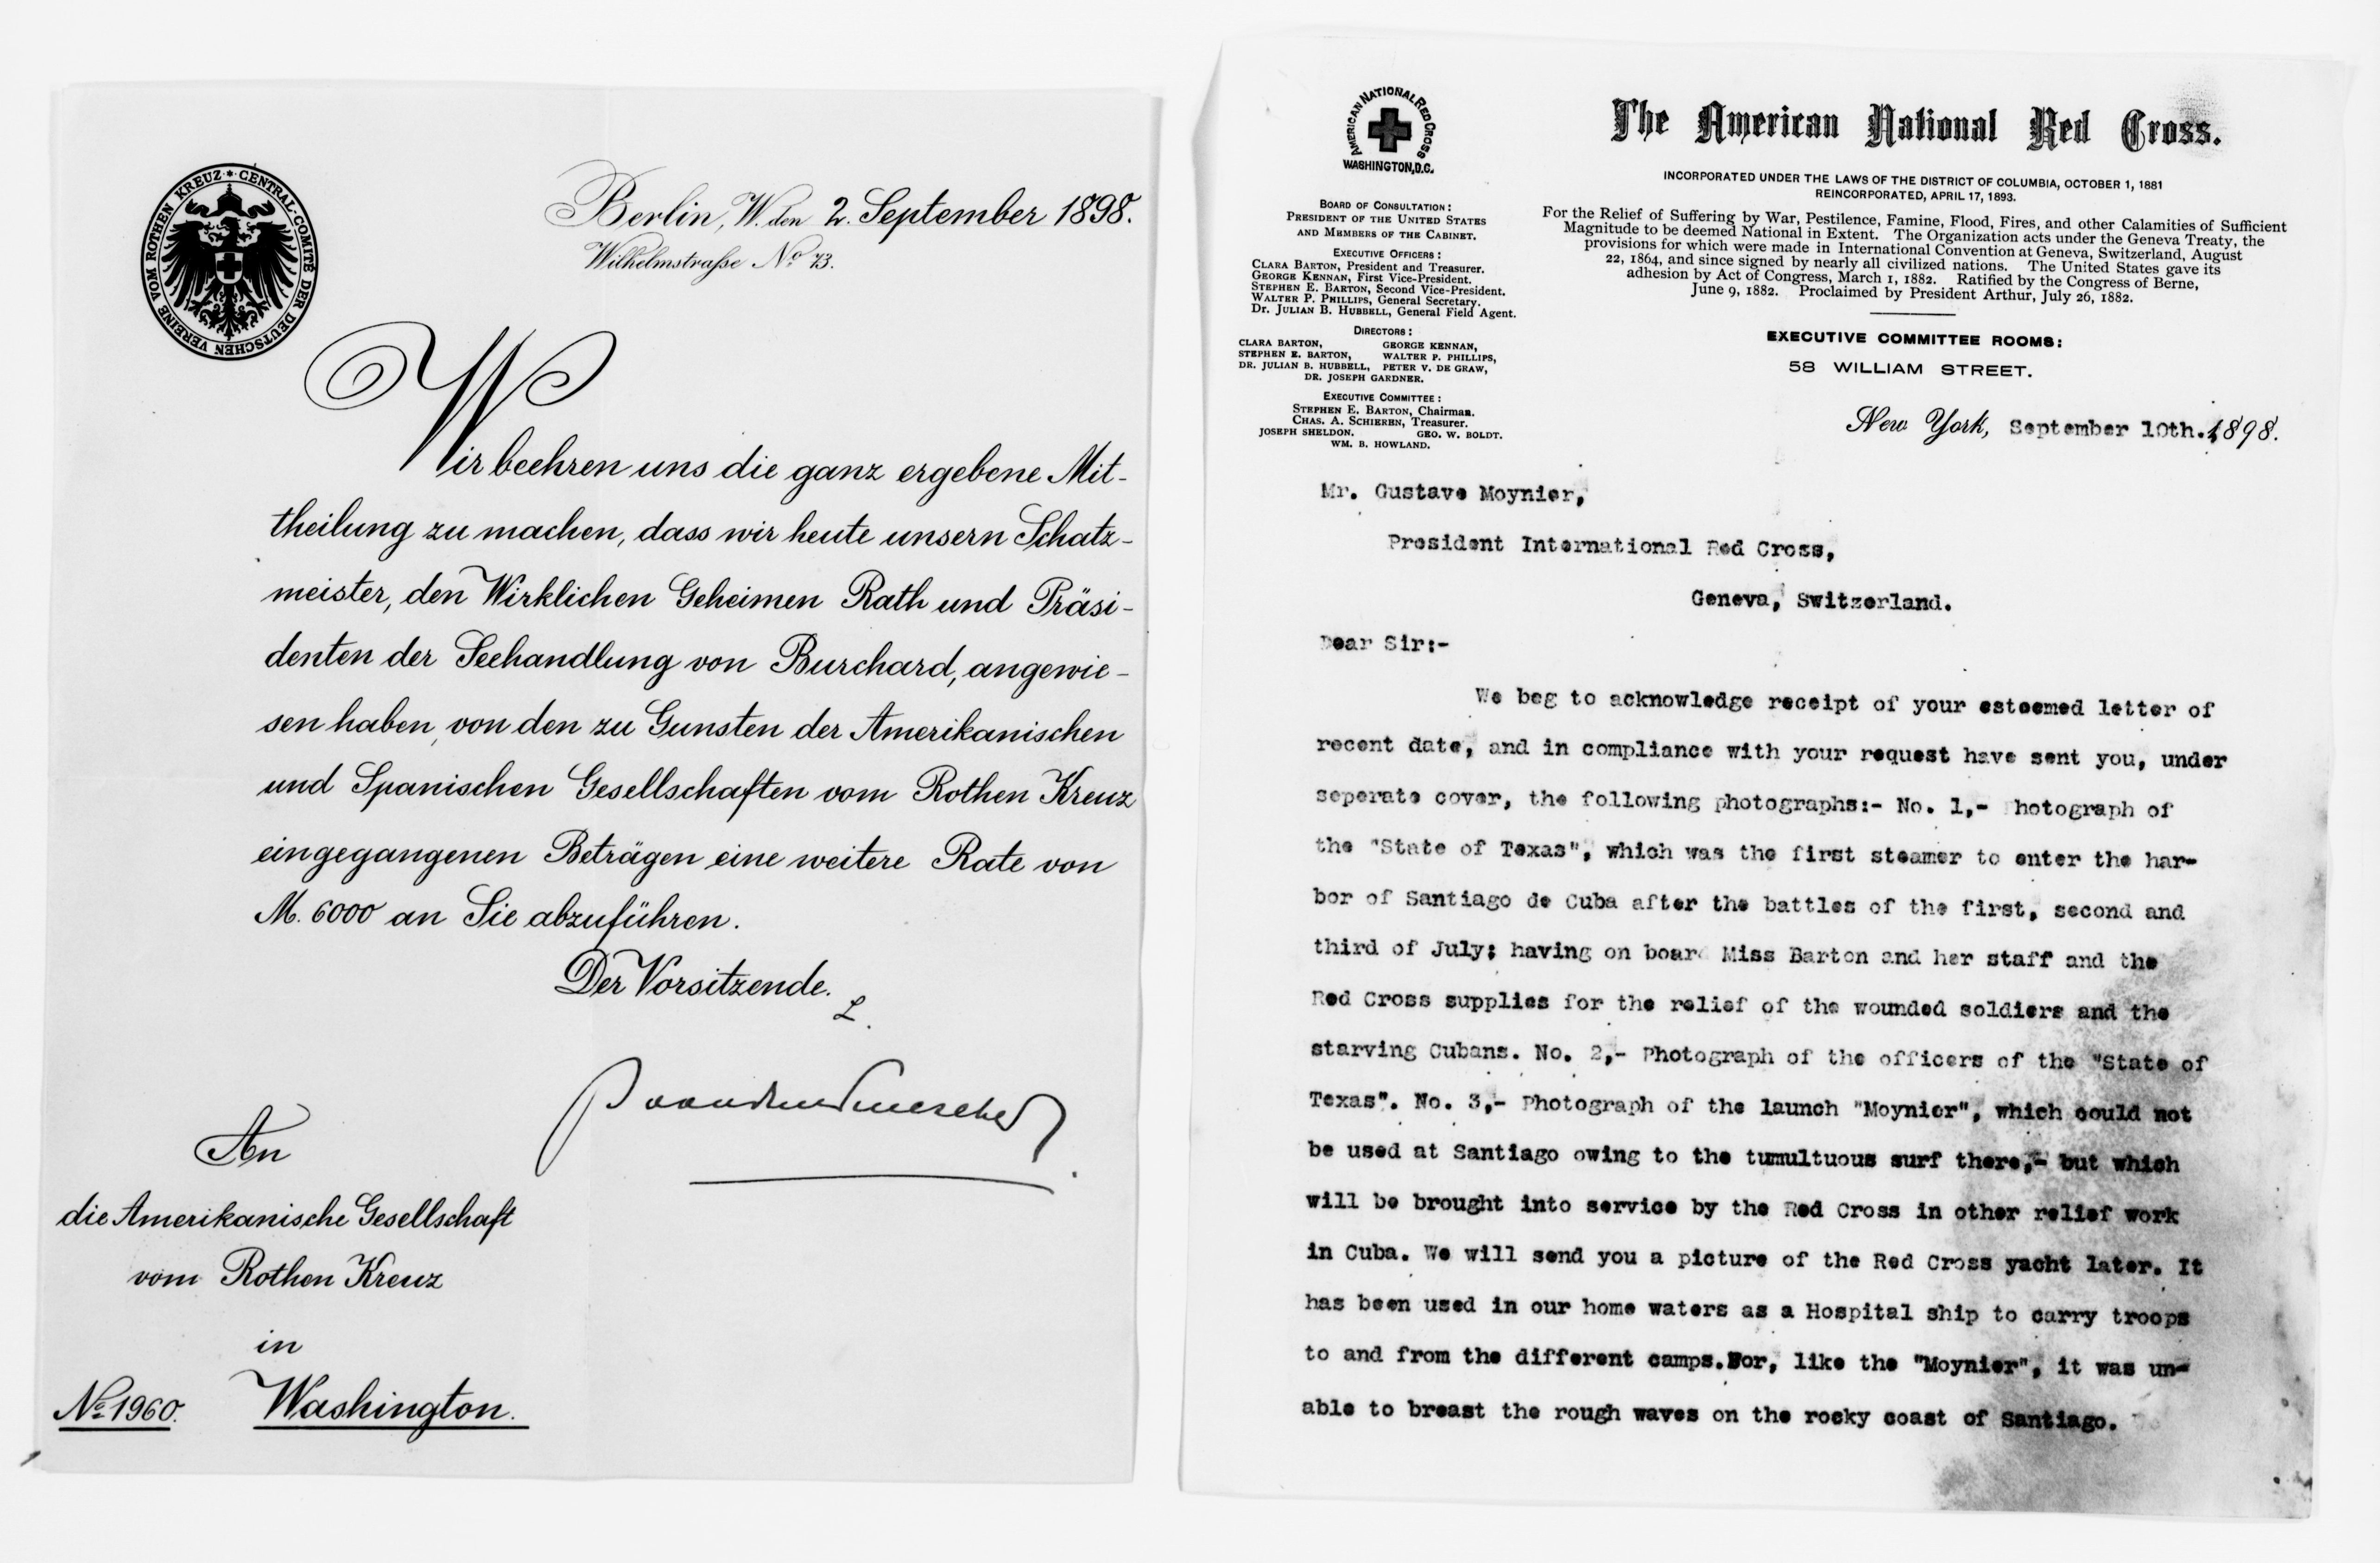 CENTRAL-COMITÉ DER DEUTSCHEN VEREINE VOM ROTHEN KREUZ
Berlin, W. den 2. September 1898.
Wilhelmstraße No 73.
Wir beehren uns die ganz ergebene Mit-
theilung zu machen, dass wir heute unsern Schatz-
meister, den Wirklichen Geheimen Rath und Präsi-
denten der Seehandlung von Burchard, angewie-
sen haben, von den zu Gunsten der Amerikanischen
und Spanischen Gesellschaften vom Rothen Kreuz
eingegangenen Beträgen eine weitere Rate von
M. 6000 an Sie abzuführen.
Der Vorsitzende.
An
die Amerikanische Gesellschaft
vom Rothen Kreuz
in
No 1960. Washington.
AMERICAN NATIONAL RED CROSS
WASHINGTON, D.C.
BOARD OF CONSULTATION:
PRESIDENT OF THE UNITED STATES
AND MEMBERS OF THE CABINET.
EXECUTIVE OFFICERS:
CLARA BARTON, President and Treasurer.
GEORGE KENNAN, First Vice-President.
STEPHEN E. BARTON, Second Vice-President.
WALTER P. PHILLIPS, General Secretary.
Dr. JULIAN B. HUBBELL, General Field Agent.
DIRECTORS:
CLARA BARTON, GEORGE KENNAN,
STEPHEN E. BARTON, WALTER P. PHILLIPS,
DR. JULIAN B. HUBBELL, PETER V. DE GRAW,
DR. JOSEPH GARDNER.
EXECUTIVE COMMITTEE:
STEPHEN E. BARTON, Chairman.
CHAS. A. SCHIEREN, Treasurer.
JOSEPH SHELDON. GEO. W. BOLDT.
WM. B. HOWLAND.
The American National Red Cross.
INCORPORATED UNDER THE LAWS OF THE DISTRICT OF COLUMBIA, OCTOBER 1, 1881
REINCORPORATED, APRIL 17, 1893.
For the Relief of Suffering by War, Pestilence, Famine, Flood, Fires, and other Calamities of Sufficient
Magnitude to be deemed National in Extent. The Organization acts under the Geneva Treaty, the
provisions for which were made in International Convention at Geneva, Switzerland, August
22, 1864, and since signed by nearly all civilized nations. The United States gave its
adhesion by Act of Congress, March 1, 1882. Ratified by the Congress of Berne,
June 9, 1882. Proclaimed by President Arthur, July 26, 1882.
EXECUTIVE COMMITTEE ROOMS:
58 WILLIAM STREET.
New York, September 10th. 1898.
Mr. Gustave Moynier,
President International Red Cross,
Geneva, Switzerland.
Dear Sir:-
We beg to acknowledge receipt of your esteemed letter of
recent date, and in compliance with your request have sent you, under
seperate cover, the following photographs:- No. 1,- Photograph of
the "State of Texas", which was the first steamer to enter the har-
bor of Santiago de Cuba after the battles of the first, second and
third of July; having on board Miss Barton and her staff and the
Red Cross supplies for the relief of the wounded soldiers and the
starving Cubans. No. 2,- Photograph of the officers of the "State of
Texas". No. 3,- Photograph of the launch "Moynier", which could not
be used at Santiago owing to the tumultuous surf there,- but which
will be brought into service by the Red Cross in other relief work
in Cuba. We will send you a picture of the Red Cross yacht later. It
has been used in our home waters as a Hospital ship to carry troops
to and from the different camps. For, like the "Moynier", it was un-
able to breast the rough waves on the rocky coast of Santiago.